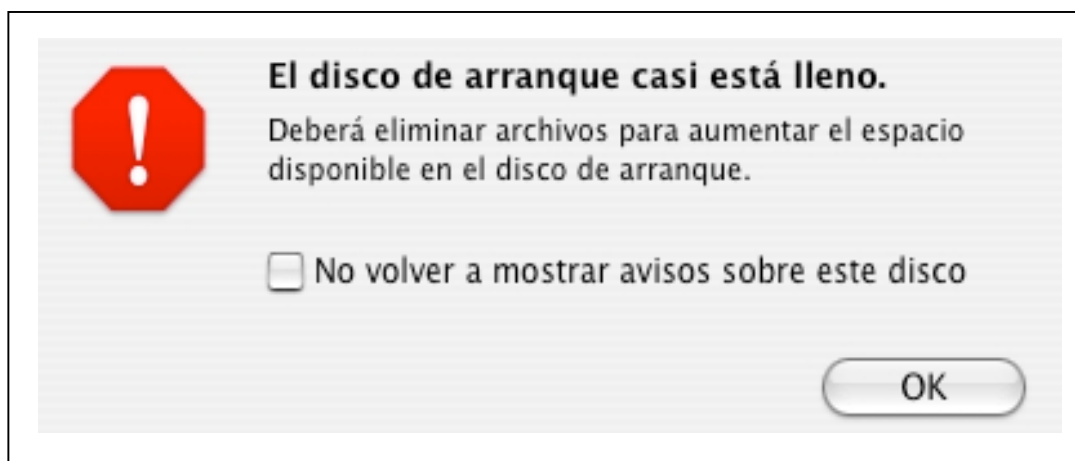 El disco de arranque casi está lleno.
Deberá eliminar archivos para aumentar el espacio
disponible en el disco de arranque.
No volver a mostrar avisos sobre este disco
OK